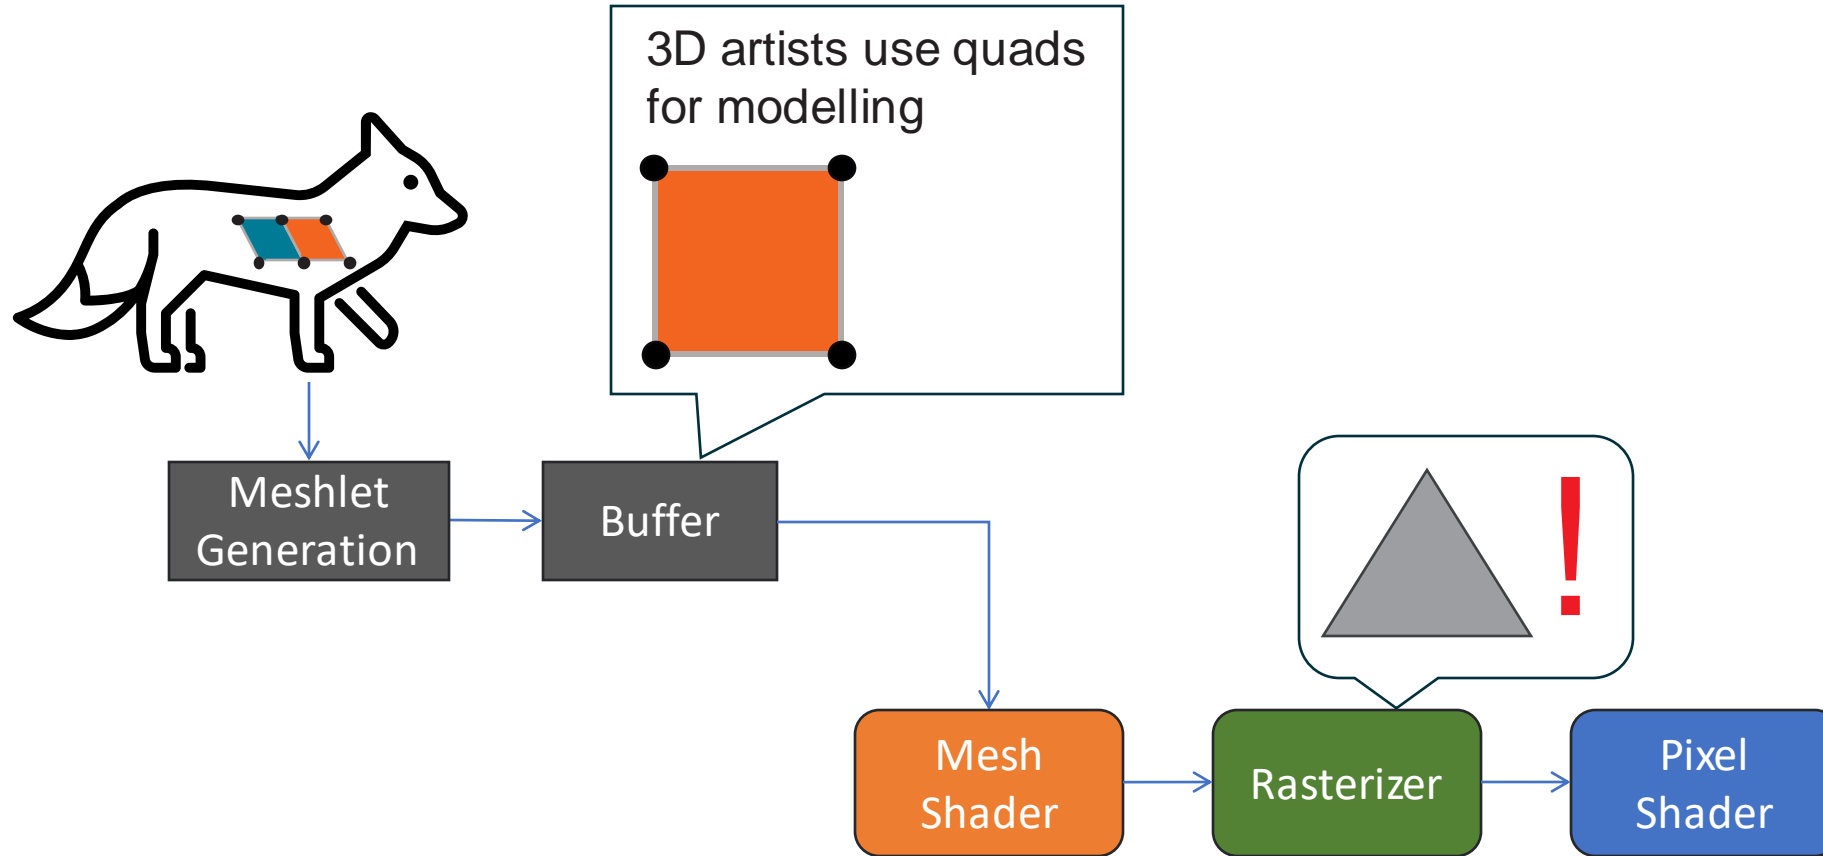 3D artists use quads
for modelling
Meshlet
Generation
Buffer
!
Mesh
Shader
Rasterizer
Pixel
Shader